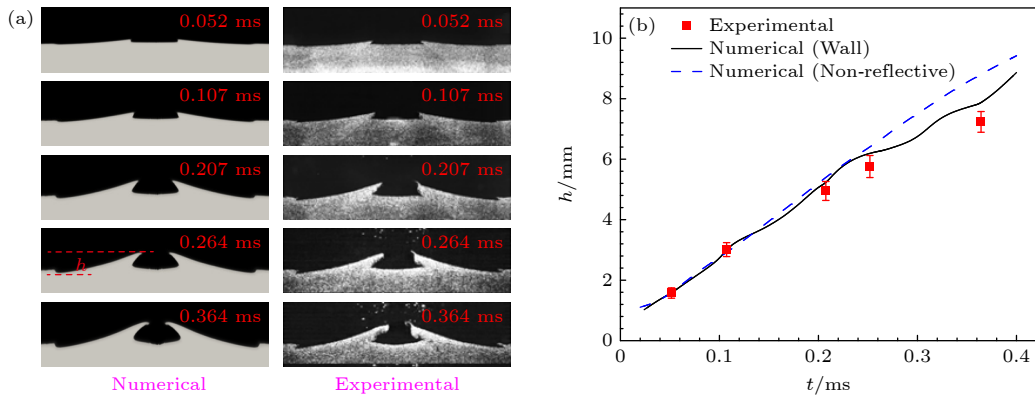 (a)
0.052 ms
0.052 ms
0.107 ms
0.107 ms
0.207 ms
0.207 ms
0.264 ms
0.264 ms
h
0.364 ms
0.364 ms
Numerical
Experimental
(b)
Experimental
Numerical (Wall)
Numerical (Non-reflective)
10
8
6
4
2
0
h/mm
0
0.1
0.2
0.3
0.4
t/ms